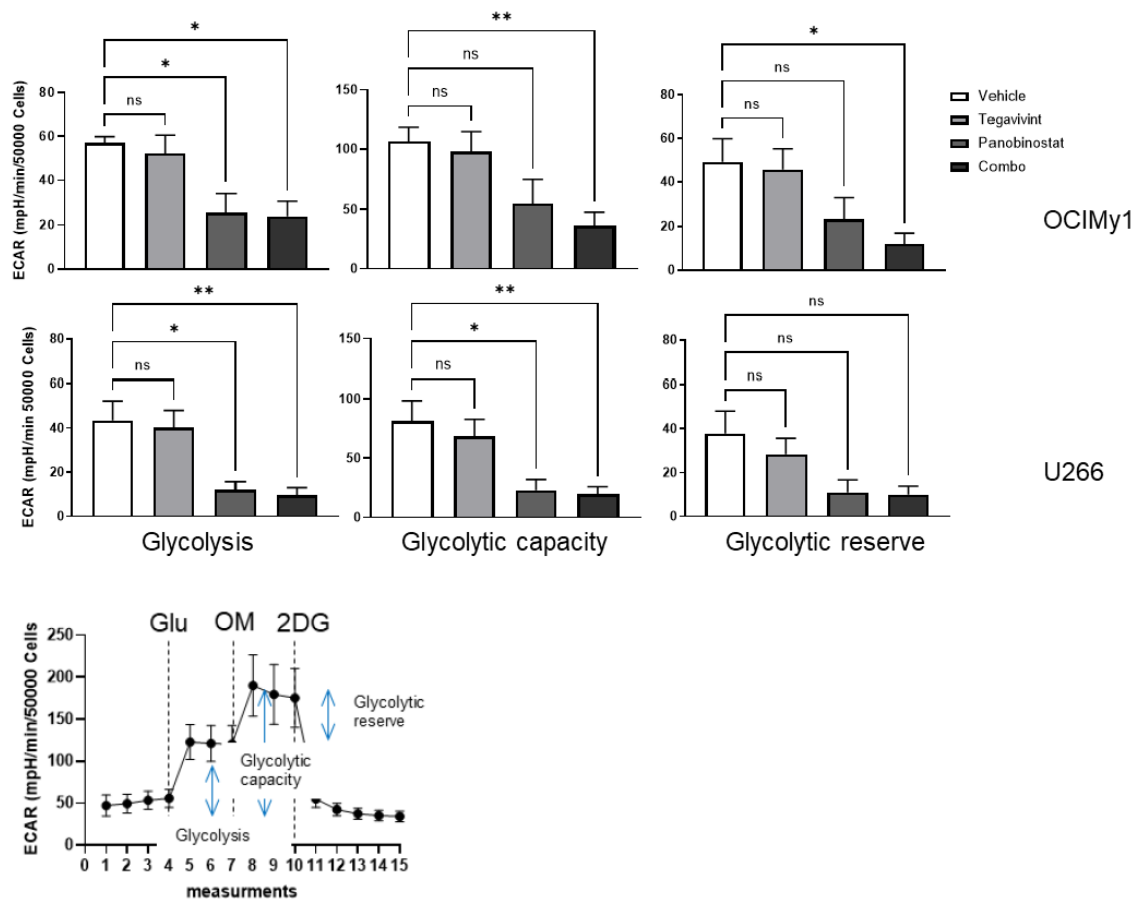 *
*
ns
ECAR (mpH/min/50000 Cells)
80
60
40
20
0
**
ns
ns
150
100
50
0
*
ns
ns
80
60
40
20
0
Vehicle
Tegavivint
Panobinostat
Combo
OCIMy1
**
*
ns
ECAR (mpH/min 50000 Cells)
80
60
40
20
0
**
*
ns
150
100
50
0
ns
ns
ns
80
60
40
20
0
U266
Glycolysis
Glycolytic capacity
Glycolytic reserve
Glu OM 2DG
ECAR (mpH/min/50000 Cells
250
200
150
100
50
0
Glycolytic
reserve
Glycolytic
capacity
Glycolysis
0 1 2 3 4 5 6 7 8 9 10 11 12 13 14 15
measurments